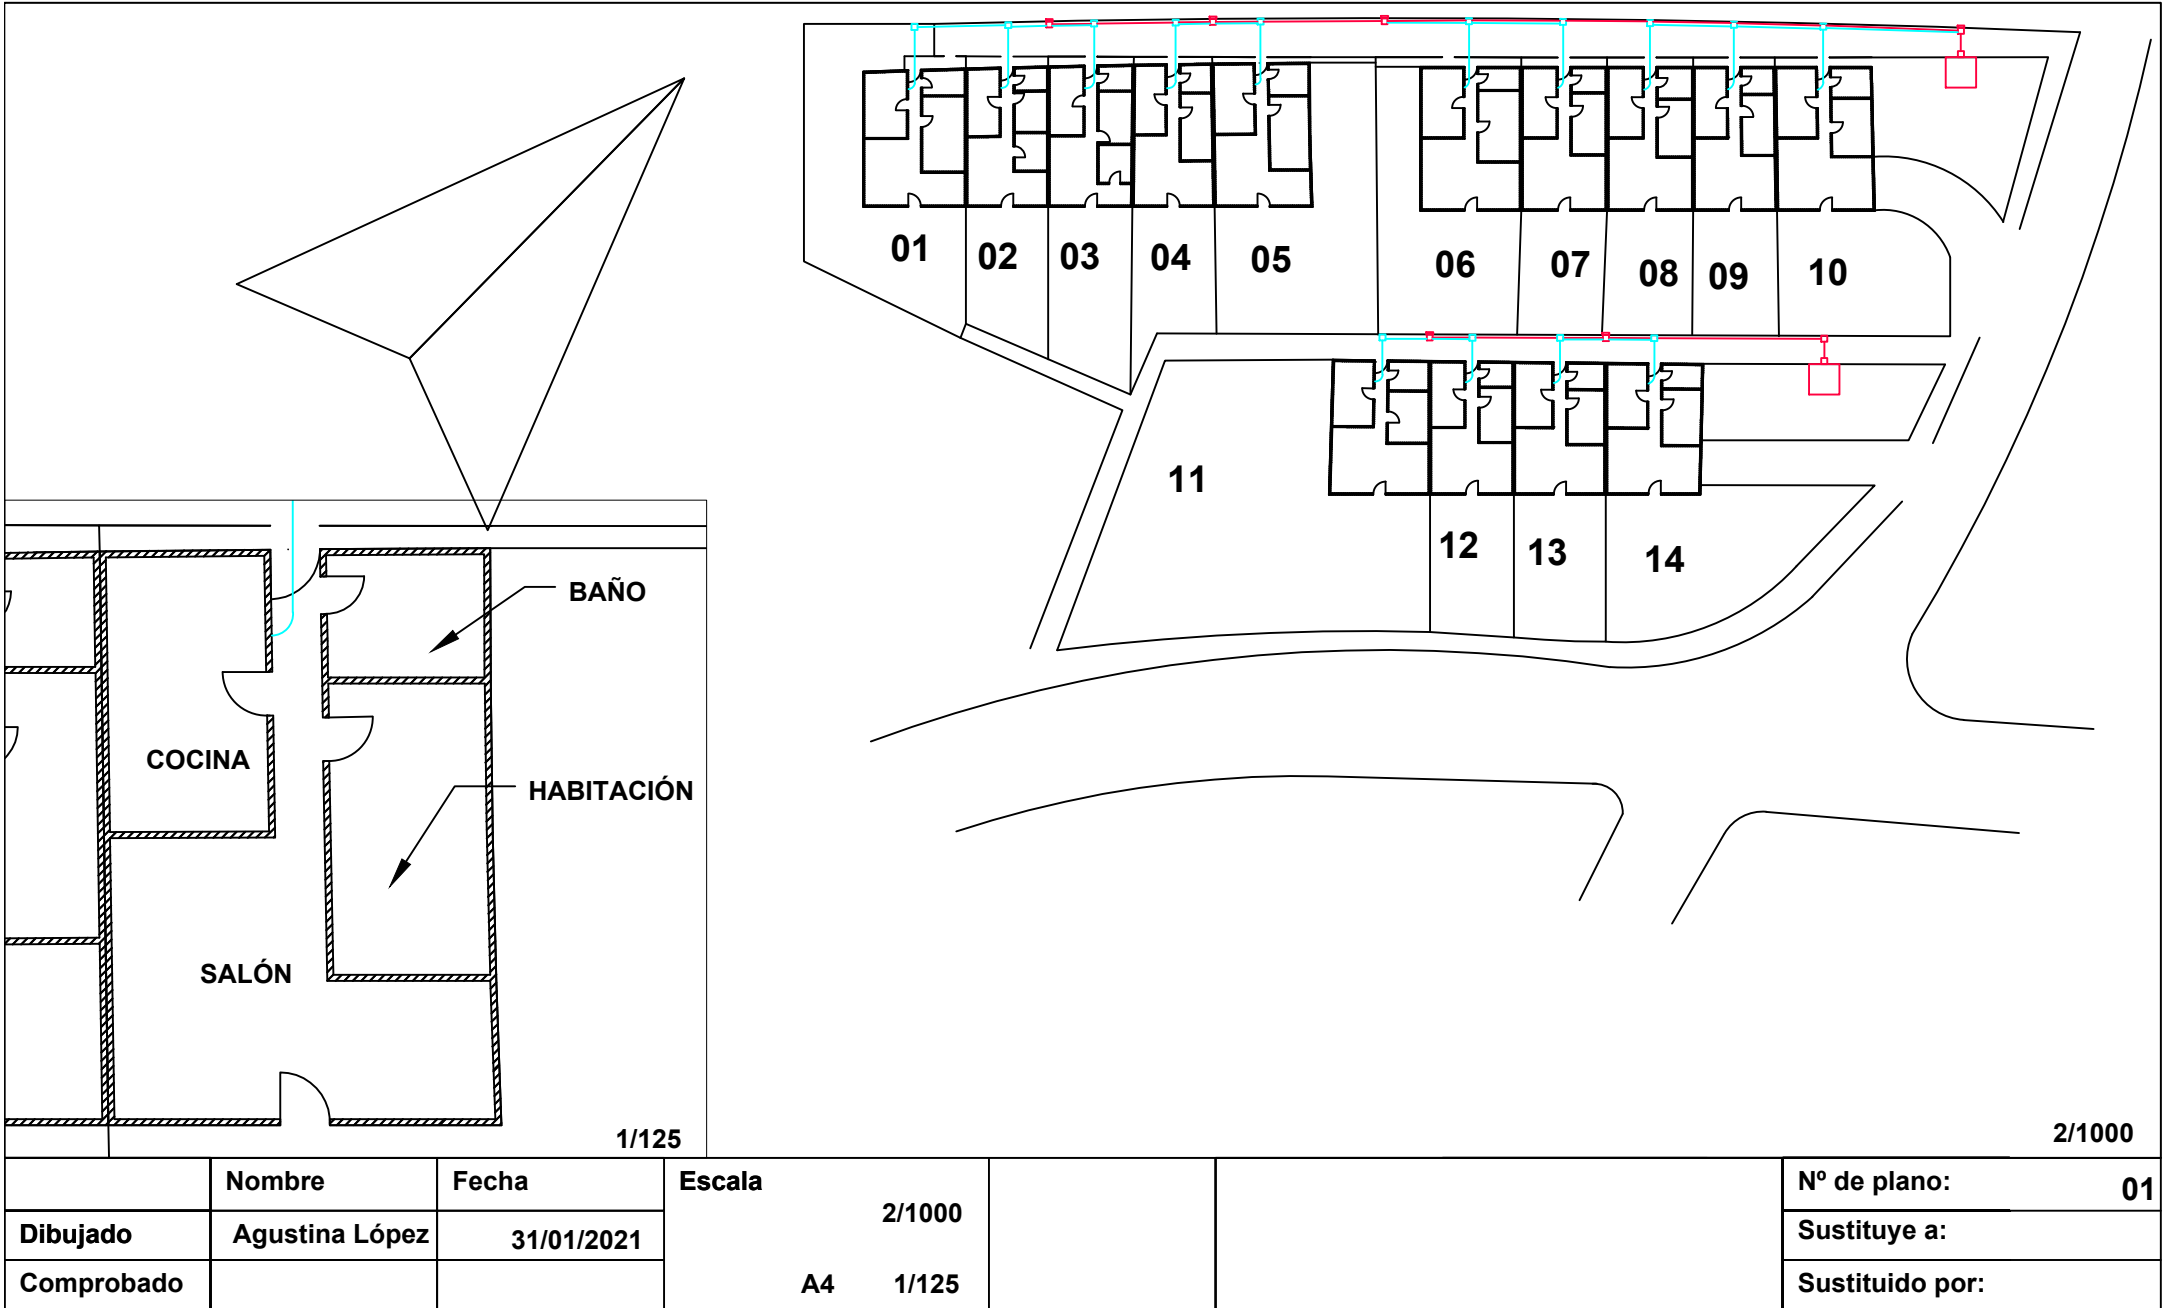 01
02
03
04
05
06
07
08
09
10
11
12
13
14
BAÑO
COCINA
HABITACIÓN
SALÓN
1/125
2/1000
Nombre
Fecha
Escala
2/1000
Nº de plano:
01
Dibujado
Agustina López
31/01/2021
Sustituye a:
Comprobado
A4
1/125
Sustituido por: